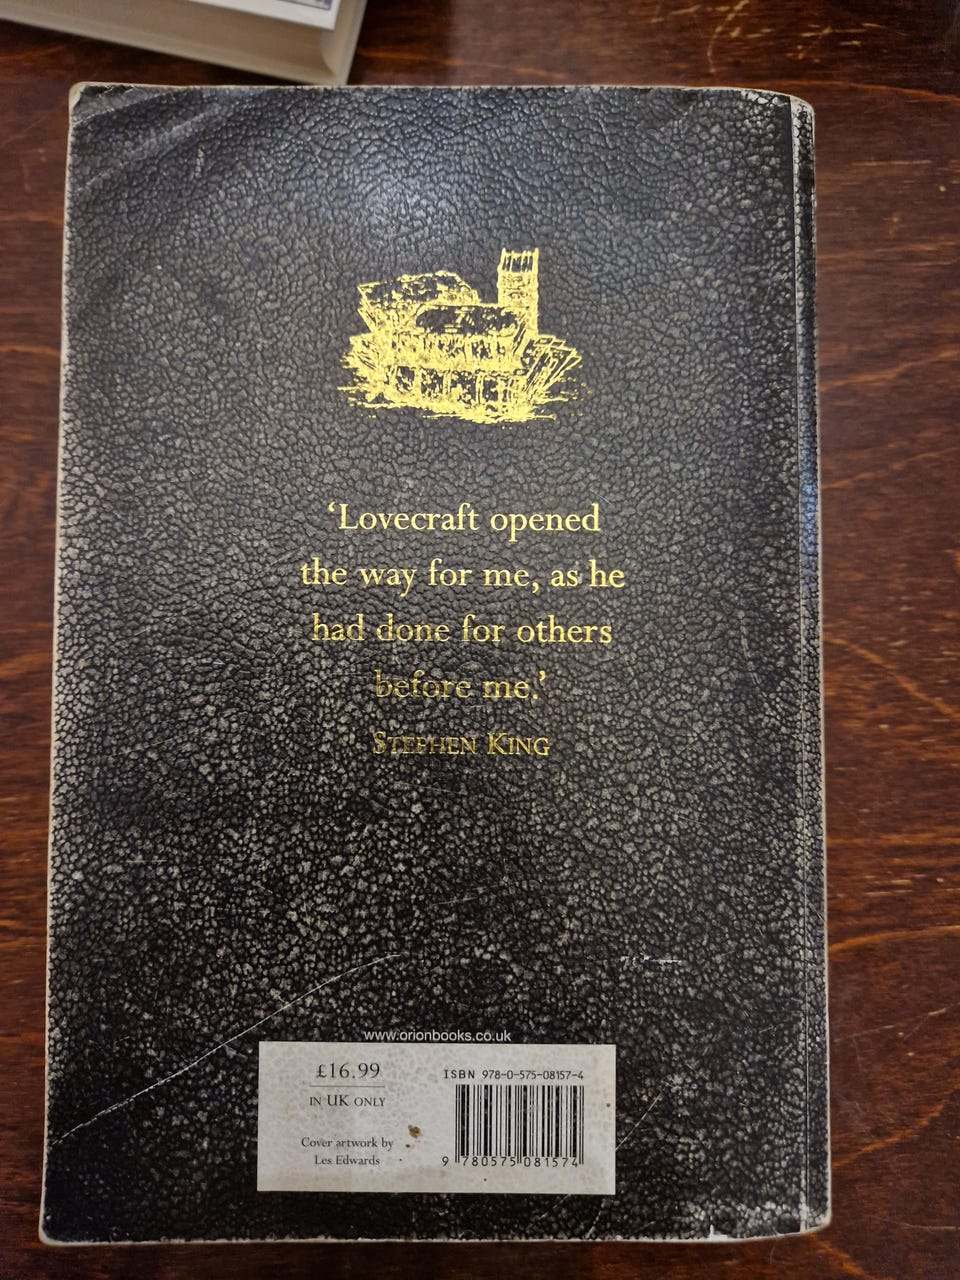 ‘Lovecraft opened
the way for me, as he
had done for others
before me.’
Stephen King
www.orionbooks.co.uk
£16.99
IN UK ONLY
Cover artwork by
Les Edwards
ISBN 978-0-575-08157-4
9 780575 081574